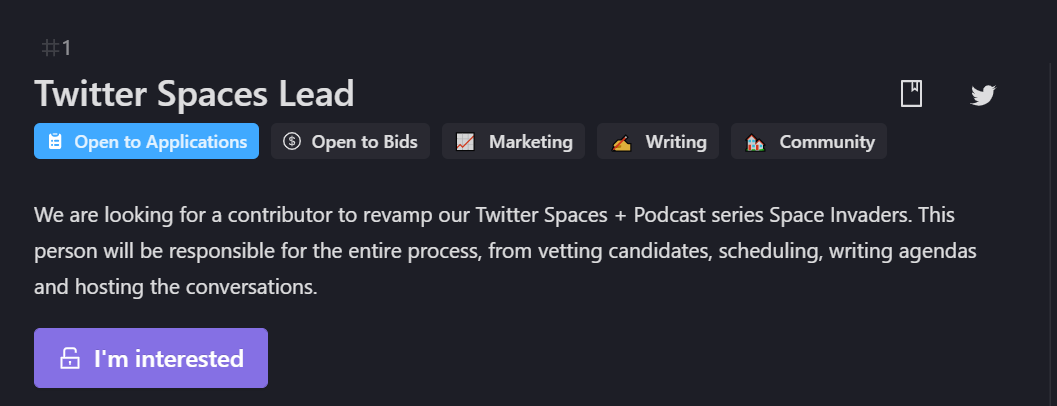 #1
Twitter Spaces Lead
Open to Applications Open to Bids Marketing Writing Community
We are looking for a contributor to revamp our Twitter Spaces + Podcast series Space Invaders. This
person will be responsible for the entire process, from vetting candidates, scheduling, writing agendas
and hosting the conversations.
I'm interested